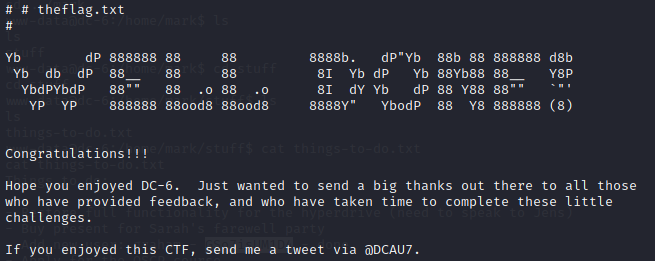 # # theflag.txt
#
Yb        dP 888888 88     88         8888b.   dP"Yb  88b 88 888888 d8b
 Yb  db  dP  88__   88     88          8I  Yb dP   Yb 88Yb88 88__   Y8P
  YbdPYbdP   88""   88  .o 88  .o      8I  dY Yb   dP 88 Y88 88""   `"'
   YP  YP    888888 88ood8 88ood8     8888Y"   YbodP  88  Y8 888888 (8)
Congratulations!!!
Hope you enjoyed DC-6.  Just wanted to send a big thanks out there to all those
who have provided feedback, and who have taken time to complete these little
challenges.
If you enjoyed this CTF, send me a tweet via @DCAU7.